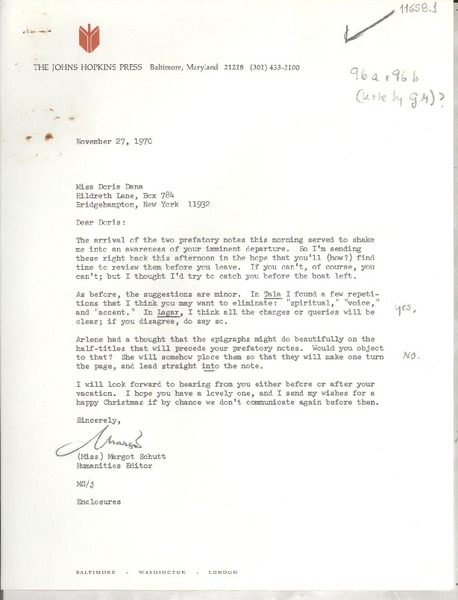 11658.1
THE JOHNS HOPKINS PRESS Baltimore, Maryland 21218 (301) 433-2100
96a + 96b
by GM)?
November 27, 1970
Miss Doris Dana
Hildreth Lane, Box 784
Bridgehampton, New York 11932
Dear Doris:
The arrival of the two prefatory notes this morning served to shake
me into an awareness of your imminent departure. So I'm sending
these right back this afternoon in the hope that you'll (how?) find
time to review them before you leave. If you can't, of course, you
can't; but I thought I'd try to catch you before the boat left.
As before, the suggestions are minor. In Tala I found a few repeti-
tions that I think you may want to eliminate: "spiritual," "voice,"
and "accent." In Lagar, I think all the changes or queries will be
clear; if you disagree, do say so.
yes,
Arlene had a thought that the epigraphs might do beautifully on the
half-titles that will precede your prefatory notes. Would you object
to that? She will somehow place them so that they will make one turn
the page, and lead straight into the note.
NO.
I will look forward to hearing from you either before or after your
vacation. I hope you have a lovely one, and I send my wishes for a
happy Christmas if by chance we don't communicate again before then.
Sincerely,
Margot
(Miss) Margot Schutt
Humanities Editor
MS/j
Enclosures
BALTIMORE · WASHINGTON · LONDON